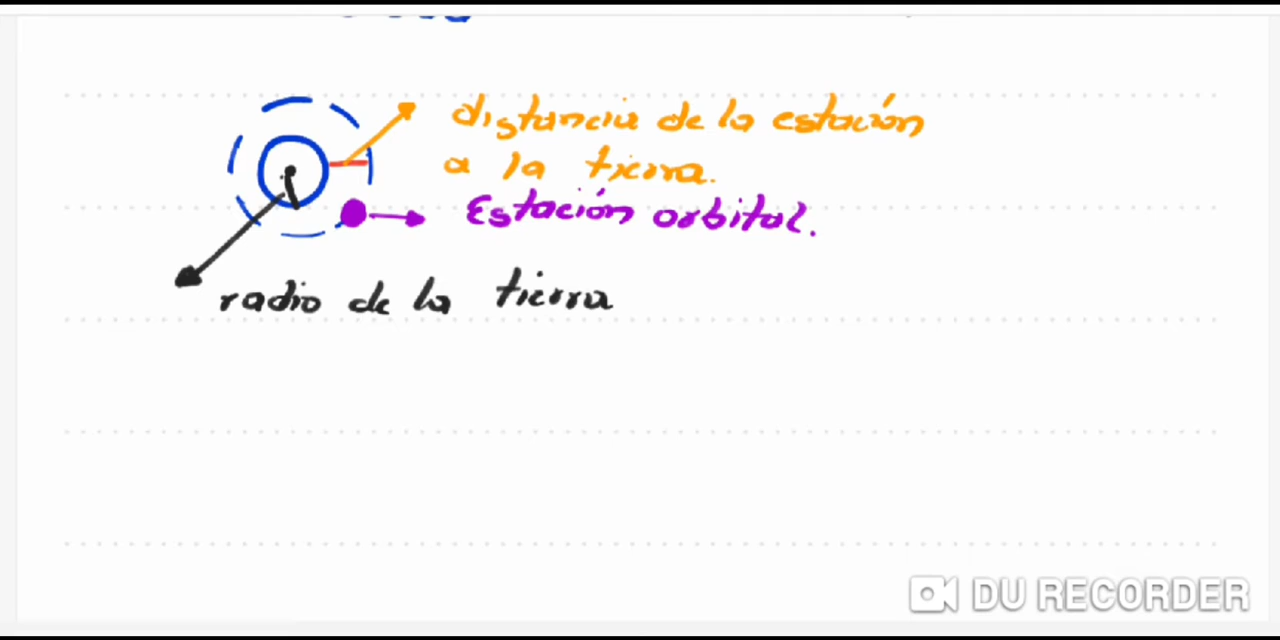 distancia de la estación
a la tierra.
Estación orbital.
radio de la tierra
DU RECORDER